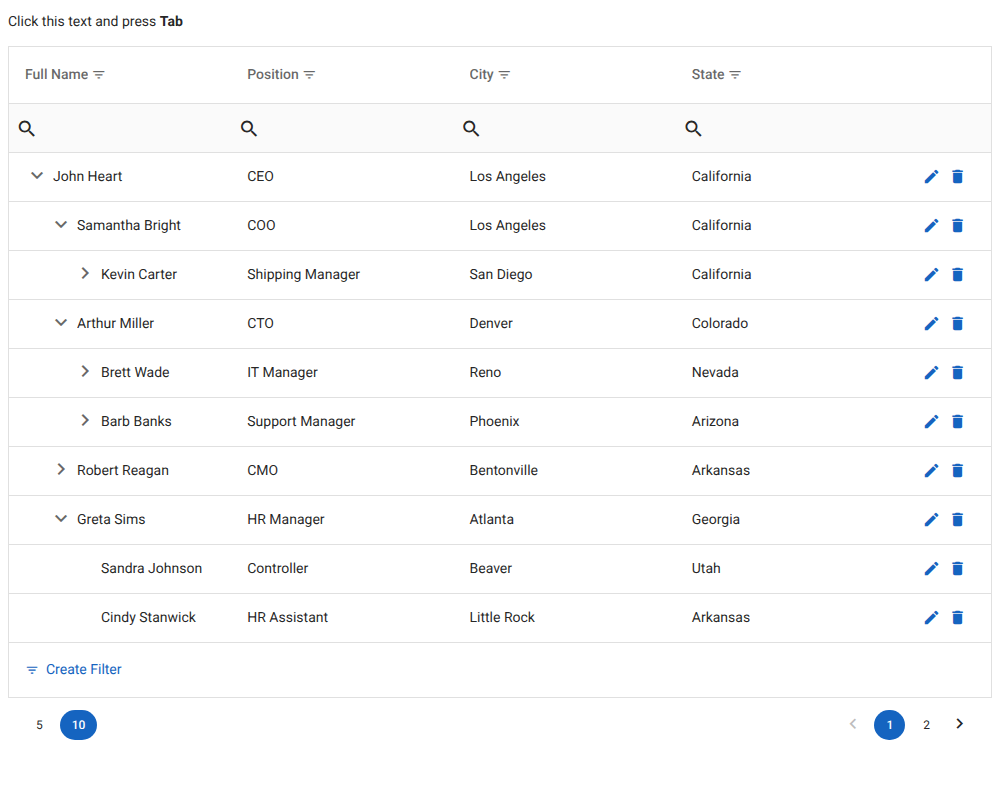 Click this text and press Tab
Full Name Position City State
John Heart CEO Los Angeles California
Samantha Bright COO Los Angeles California
Kevin Carter Shipping Manager San Diego California
Arthur Miller CTO Denver Colorado
Brett Wade IT Manager Reno Nevada
Barb Banks Support Manager Phoenix Arizona
Robert Reagan CMO Bentonville Arkansas
Greta Sims HR Manager Atlanta Georgia
Sandra Johnson Controller Beaver Utah
Cindy Stanwick HR Assistant Little Rock Arkansas
Create Filter
5 10 1 2